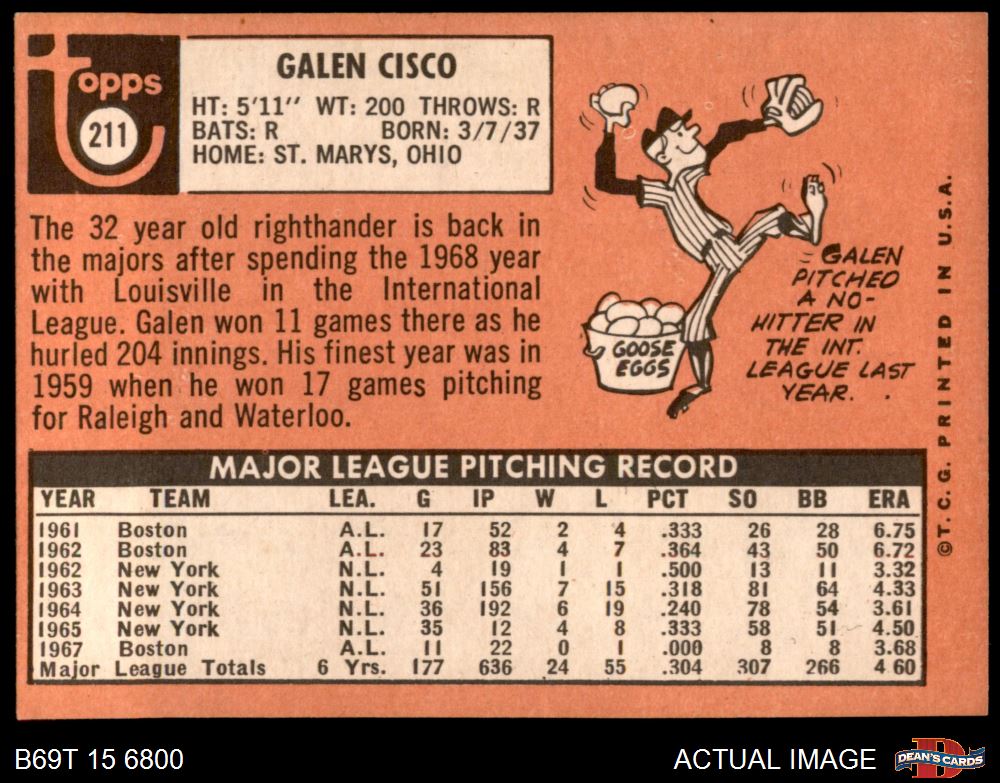 topps
211
GALEN CISCO
HT: 5'11" WT: 200 THROWS: R
BATS: R BORN: 3/7/37
HOME: ST. MARYS, OHIO
The 32 year old righthander is back in
the majors after spending the 1968 year
with Louisville in the International
League. Galen won 11 games there as he
hurled 204 innings. His finest year was in
1959 when he won 17 games pitching
for Raleigh and Waterloo.
GALEN
PITCHED
A NO-
HITTER IN
THE INT.
LEAGUE LAST
YEAR.
GOOSE
EGGS
MAJOR LEAGUE PITCHING RECORD
YEAR TEAM LEA. G IP W L PCT SO BB ERA
1961 Boston A.L. 17 52 2 4 .333 26 28 6.75
1962 Boston A.L. 23 83 4 7 .364 43 50 6.72
1962 New York N.L. 4 19 1 1 .500 13 11 3.32
1963 New York N.L. 51 156 7 15 .318 81 64 4.33
1964 New York N.L. 36 192 6 19 .240 78 54 3.61
1965 New York N.L. 35 12 4 8 .333 58 51 4.50
1967 Boston A.L. 11 22 0 1 .000 8 8 3.68
Major League Totals 6 Yrs. 177 636 24 55 .304 307 266 4 60
©T.C.G. PRINTED IN U.S.A.
B69T 15 6800
ACTUAL IMAGE
DEAN'S CARDS